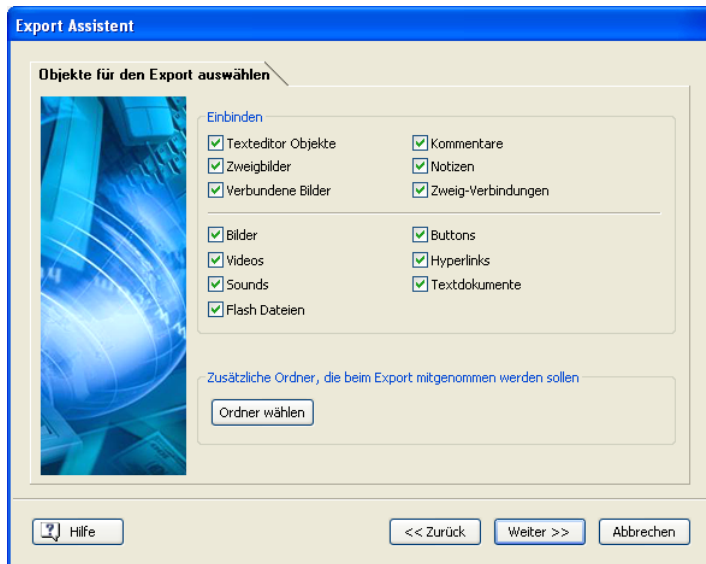 Export Assistent
Objekte für den Export auswählen
Einbinden
Texteditor Objekte
Kommentare
Zweigbilder
Notizen
Verbundene Bilder
Zweig-Verbindungen
Bilder
Buttons
Videos
Hyperlinks
Sounds
Textdokumente
Flash Dateien
Zusätzliche Ordner, die beim Export mitgenommen werden sollen
Ordner wählen
Hilfe
<< Zurück
Weiter >>
Abbrechen